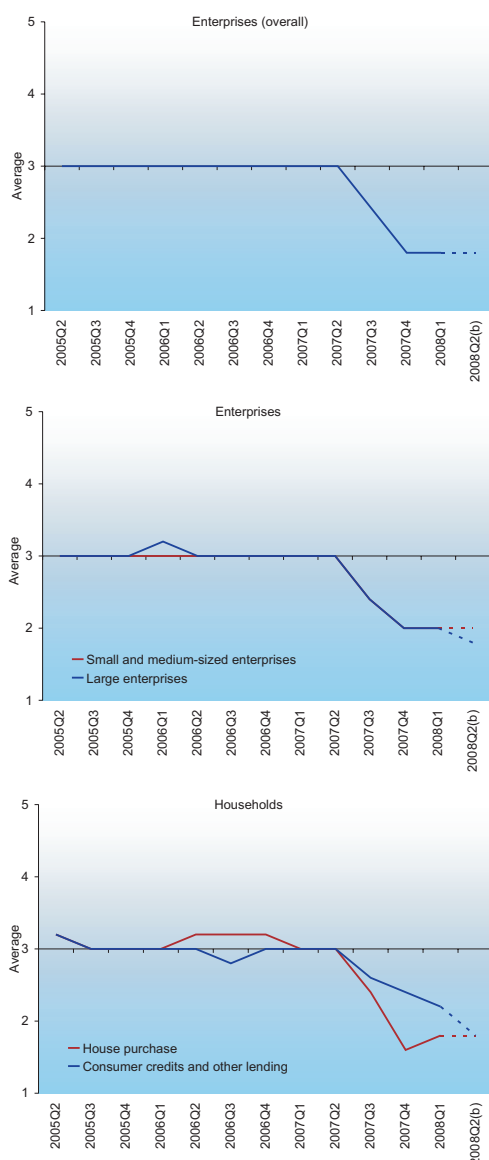 Enterprises (overall)
5
4
3
2
1
Average
2005Q2
2005Q3
2005Q4
2006Q1
2006Q2
2006Q3
2006Q4
2007Q1
2007Q2
2007Q3
2007Q4
2008Q1
2008Q2(b)
Enterprises
5
4
3
2
1
Average
Small and medium-sized enterprises
Large enterprises
2005Q2
2005Q3
2005Q4
2006Q1
2006Q2
2006Q3
2006Q4
2007Q1
2007Q2
2007Q3
2007Q4
2008Q1
2008Q2(b)
Households
5
4
3
2
1
Average
House purchase
Consumer credits and other lending
2005Q2
2005Q3
2005Q4
2006Q1
2006Q2
2006Q3
2006Q4
2007Q1
2007Q2
2007Q3
2007Q4
2008Q1
2008Q2(b)